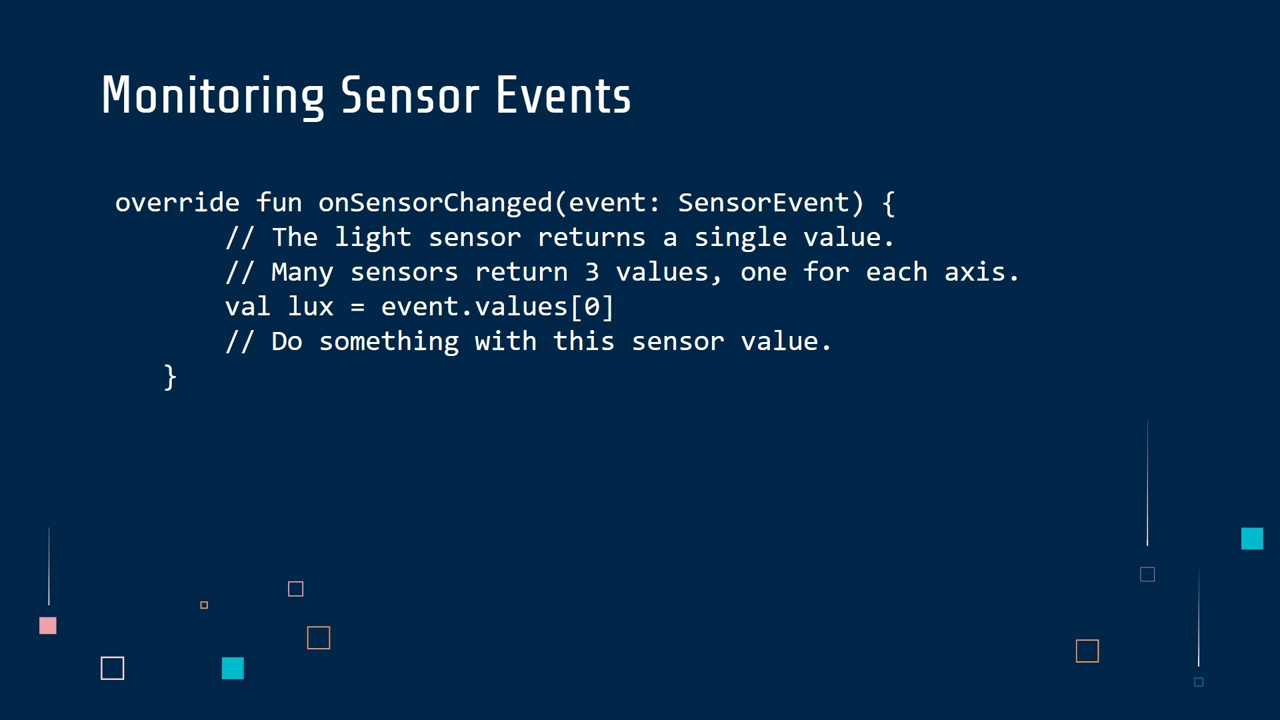 Monitoring Sensor Events
override fun onSensorChanged(event: SensorEvent) {
// The light sensor returns a single value.
// Many sensors return 3 values, one for each axis.
val lux = event.values[0]
// Do something with this sensor value.
}